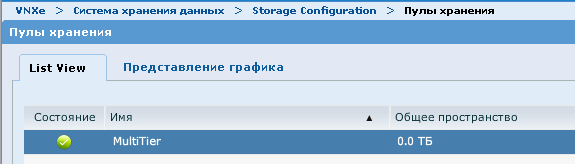 VNXe > Система хранения данных > Storage Configuration > Пулы хранения
Пулы хранения
List View Представление графика
Состояние Имя ▲ Общее пространство
MultiTier 0.0 ТБ